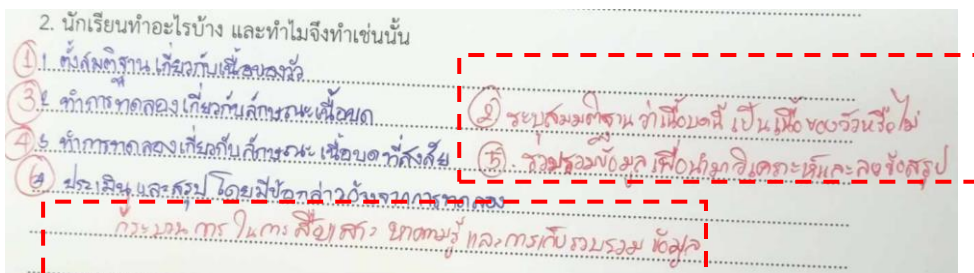 2. นักเรียนทำอะไรบ้าง และทำไมจึงทำเช่นนั้น
① 1. ตั้งสมมติฐาน เกี่ยวกับเนื้อของวัว
③ 2. ทำการทดลอง เกี่ยวกับลักษณะเนื้อบด
② ระบุสมมมติฐาน ว่าเนื้อบดนี้ เป็นเนื้อของวัวหรือไม่
④ 3. ทำการทดลองเกี่ยวกับลักษณะ เนื้อบด ที่สงสัย
⑤. รวมรวมข้อมูล เพื่อนำมาวิเคราะห์และลงข้อสรุป
⑥ ประเมิน และสรุป โดยมีข้อกล่าวอ้างจากการทดลอง
กระบวนการ ในการ สืบเสาะ หาความรู้ และการเก็บรวบรวม ข้อมูล